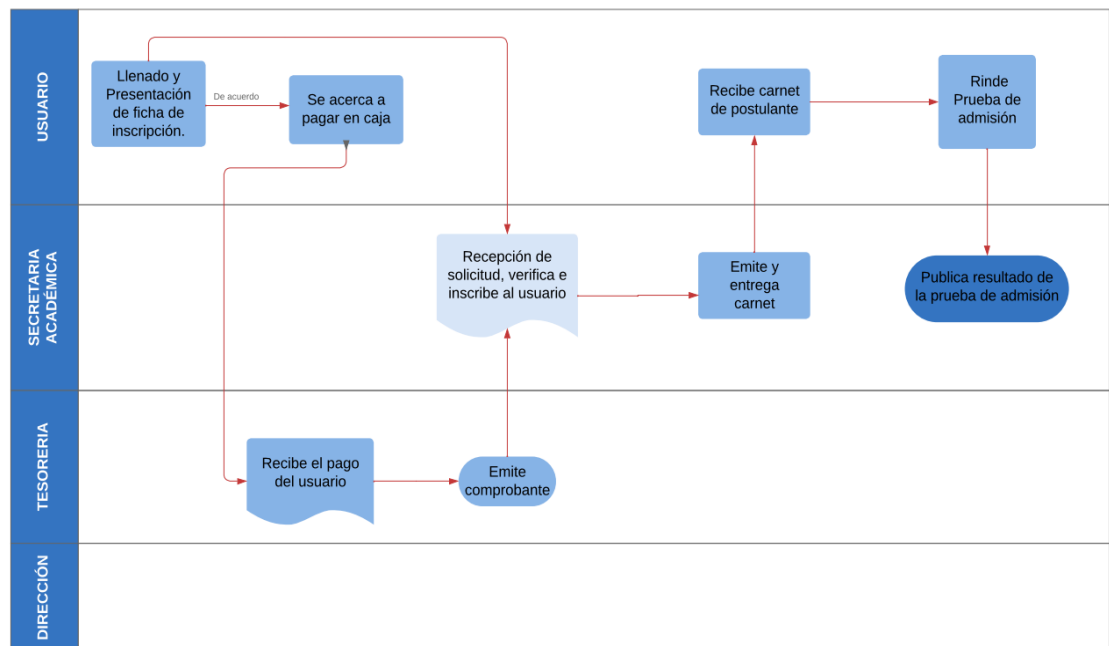 USUARIO
Llenado y
Presentación
de ficha de
inscripción.
De acuerdo
Se acerca a
pagar en caja
Recibe carnet
de postulante
Rinde
Prueba de
admisión
SECRETARIA
ACADÉMICA
Recepción de
solicitud, verifica e
inscribe al usuario
Emite y
entrega
carnet
Publica resultado de
la prueba de admisión
TESORERIA
Recibe el pago
del usuario
Emite
comprobante
DIRECCIÓN